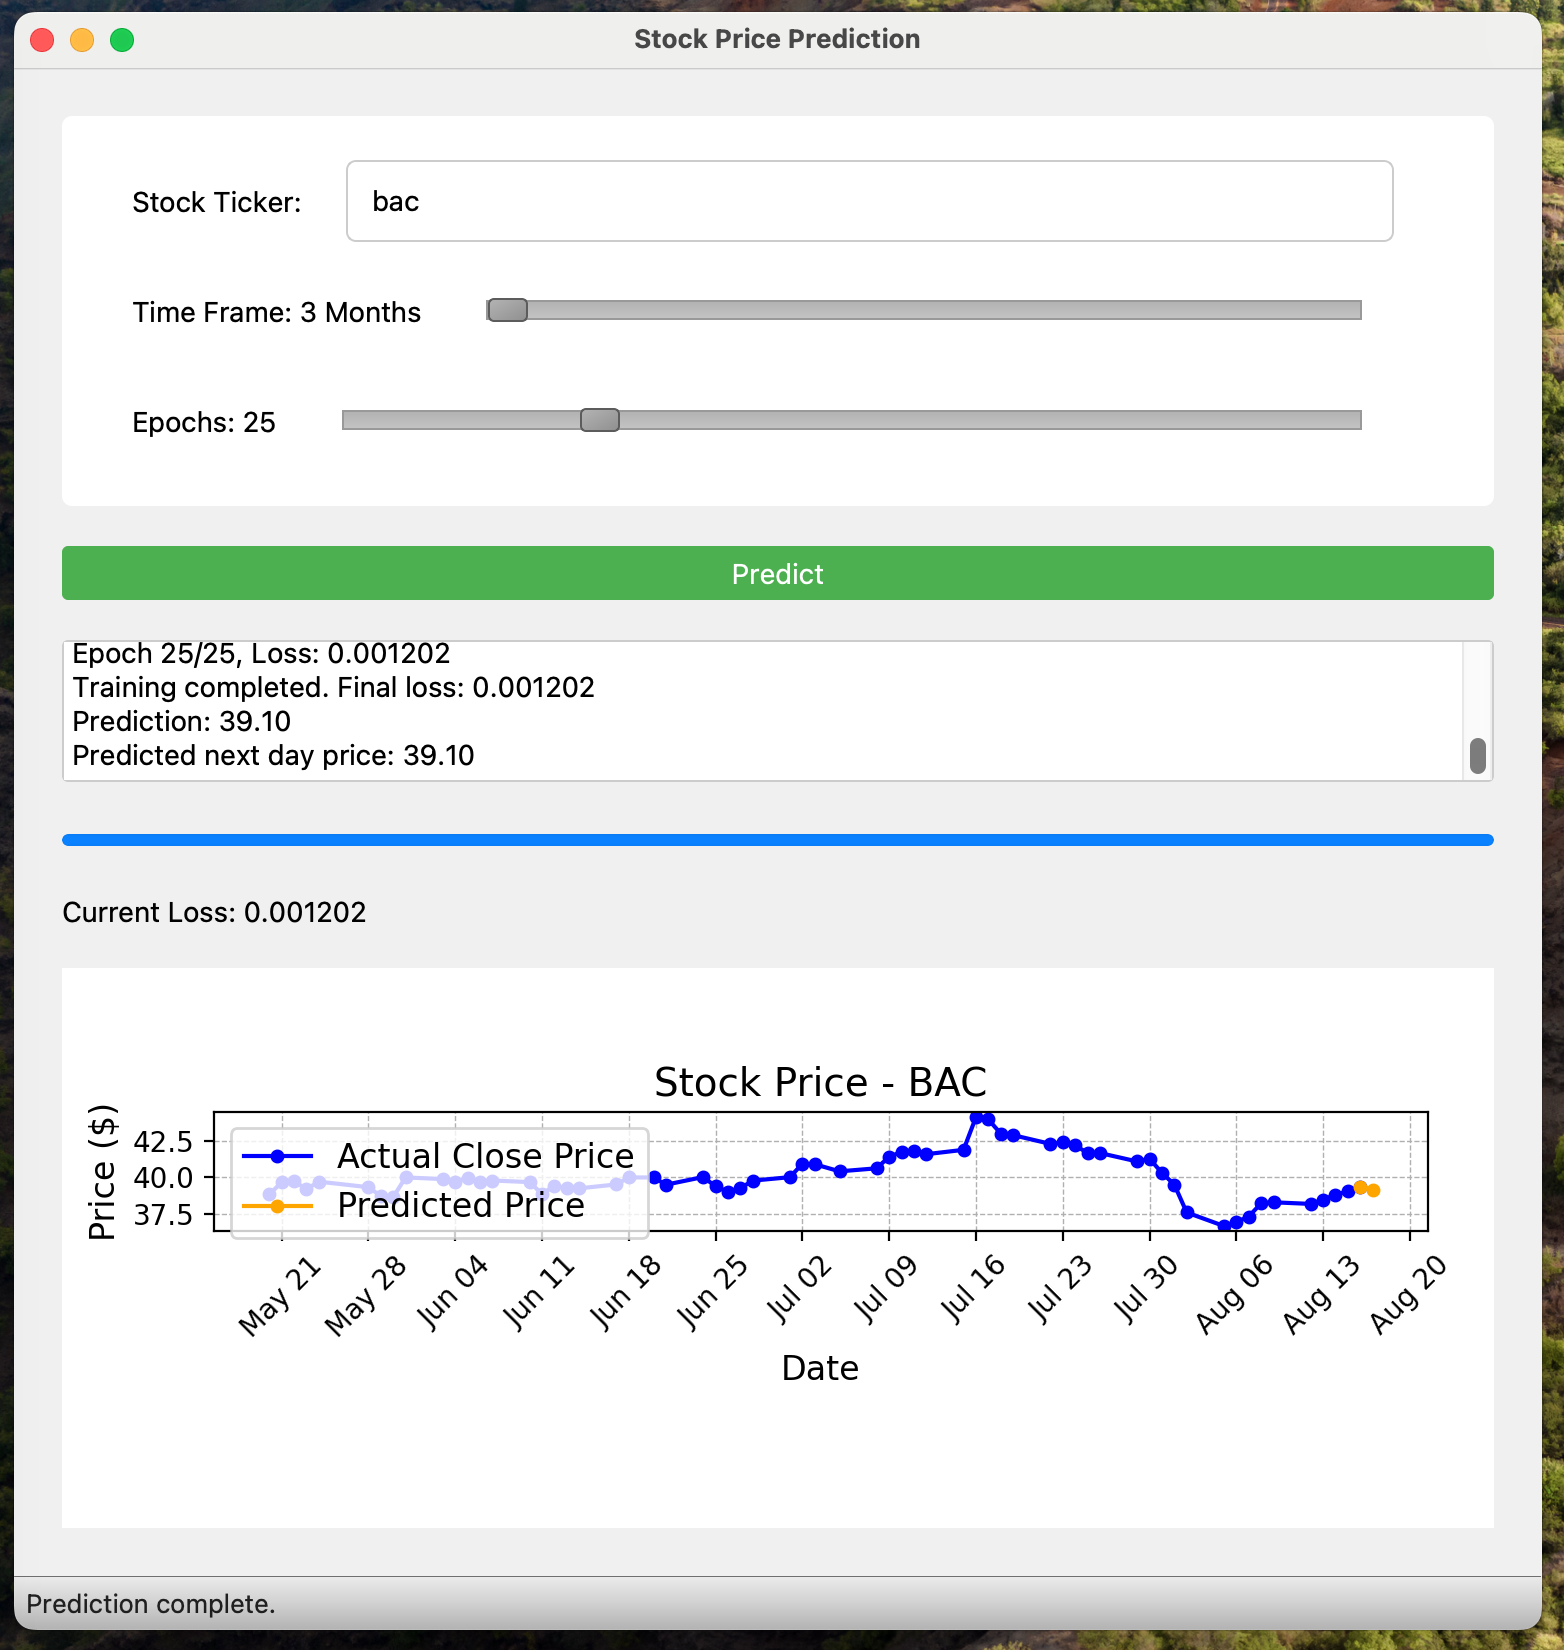 Stock Price Prediction
Stock Ticker: bac
Time Frame: 3 Months
Epochs: 25
Predict
Epoch 25/25, Loss: 0.001202
Training completed. Final loss: 0.001202
Prediction: 39.10
Predicted next day price: 39.10
Current Loss: 0.001202
Stock Price - BAC
Price ($)
42.5
40.0
37.5
Actual Close Price
Predicted Price
May 21 May 28 Jun 04 Jun 11 Jun 18 Jun 25 Jul 02 Jul 09 Jul 16 Jul 23 Jul 30 Aug 06 Aug 13 Aug 20
Date
Prediction complete.